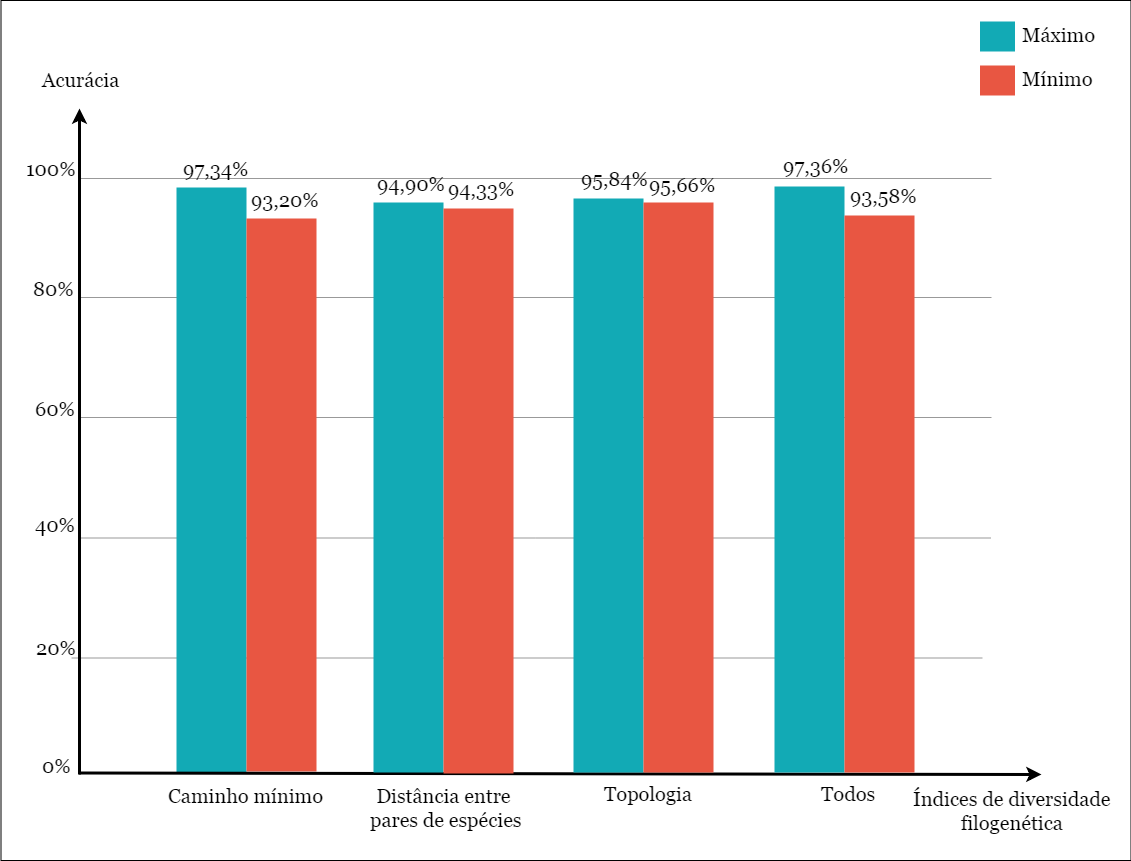 Máximo
Mínimo
Acurácia
100%
80%
60%
40%
20%
0%
97,34%
93,20%
94,90%
94,33%
95,84%
95,66%
97,36%
93,58%
Caminho mínimo
Distância entre
pares de espécies
Topologia
Todos
Índices de diversidade
filogenética